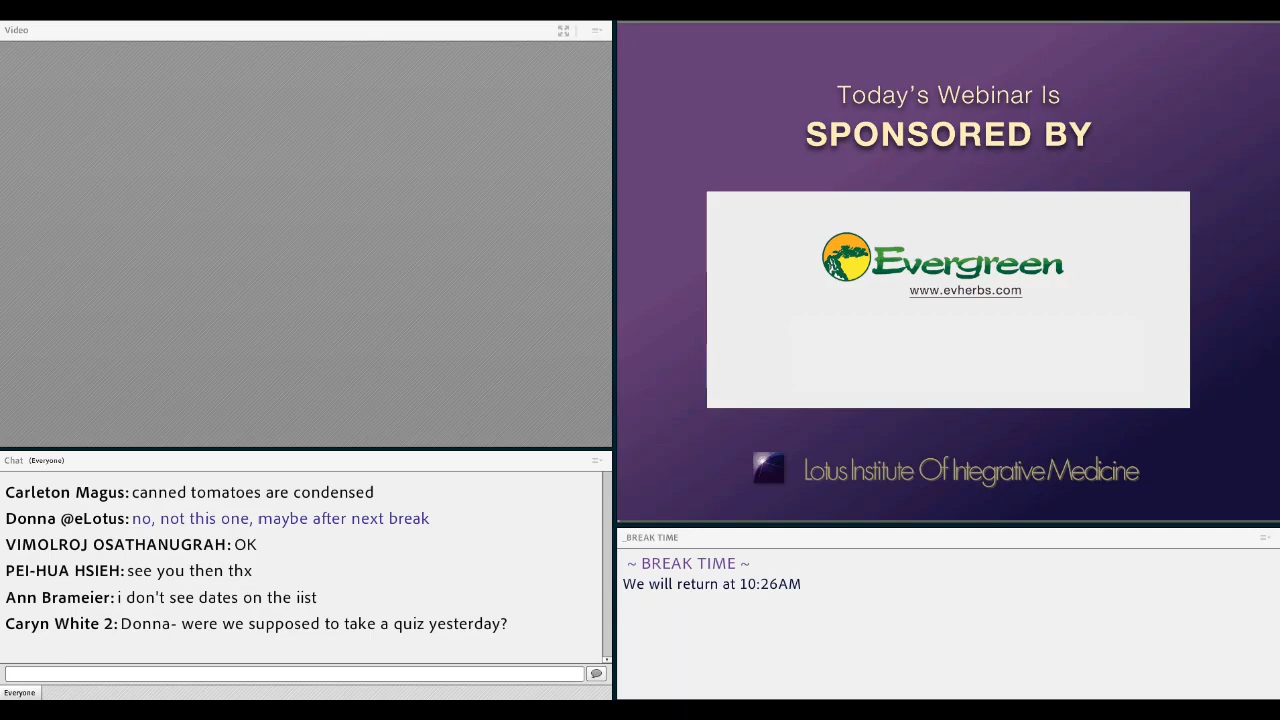 Video
Today's Webinar Is
SPONSORED BY
Evergreen
www.evherbs.com
Lotus Institute Of Integrative Medicine
Chat (Everyone)
Carleton Magus: canned tomatoes are condensed
Donna @eLotus: no, not this one, maybe after next break
VIMOLROJ OSATHANUGRAH: OK
PEI-HUA HSIEH: see you then thx
Ann Brameier: i don't see dates on the iist
Caryn White 2: Donna- were we supposed to take a quiz yesterday?
Everyone
_BREAK TIME
~ BREAK TIME ~
We will return at 10:26AM